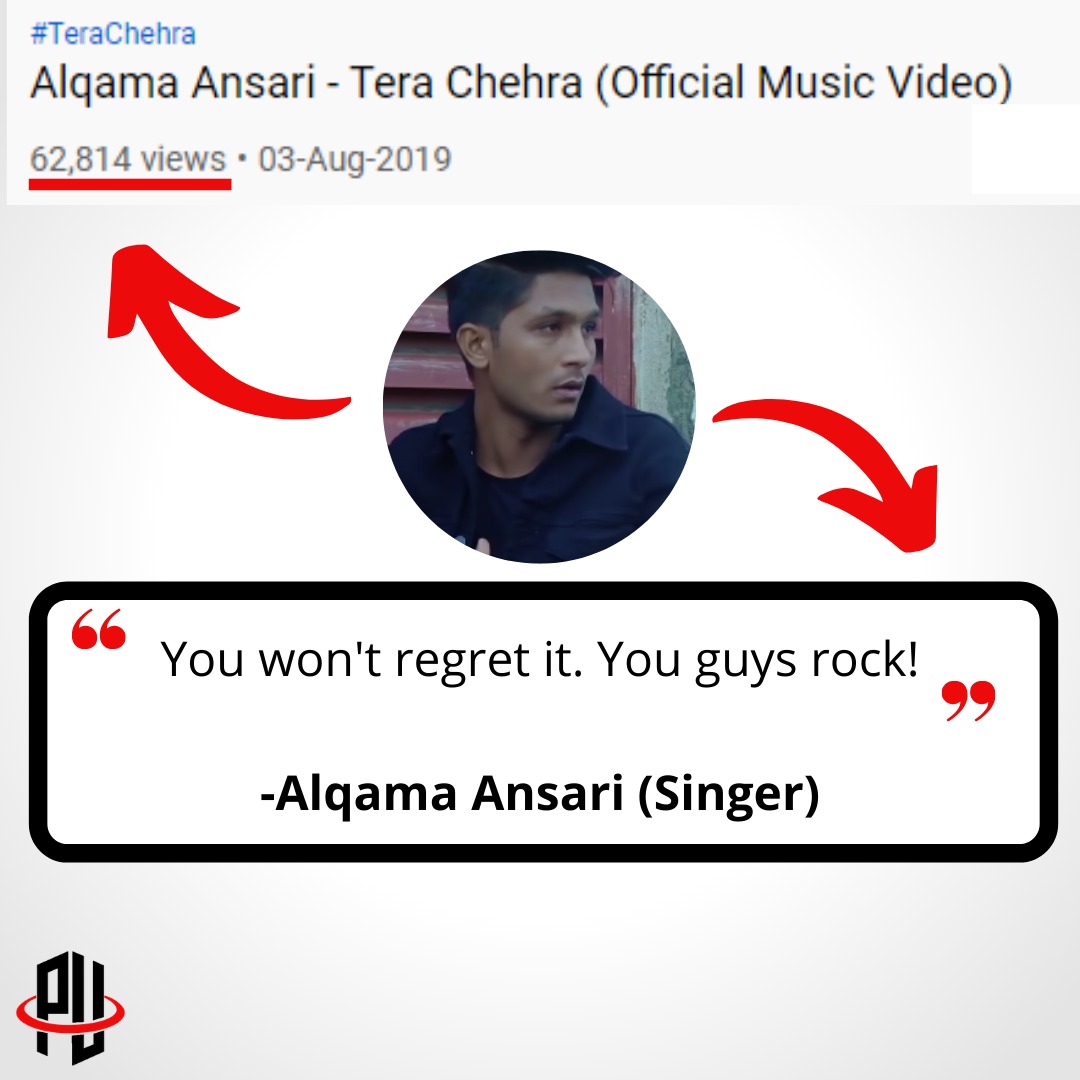 #TeraChehra
Alqama Ansari - Tera Chehra (Official Music Video)
62,814 views • 03-Aug-2019
“ You won't regret it. You guys rock! ”
-Alqama Ansari (Singer)
PU